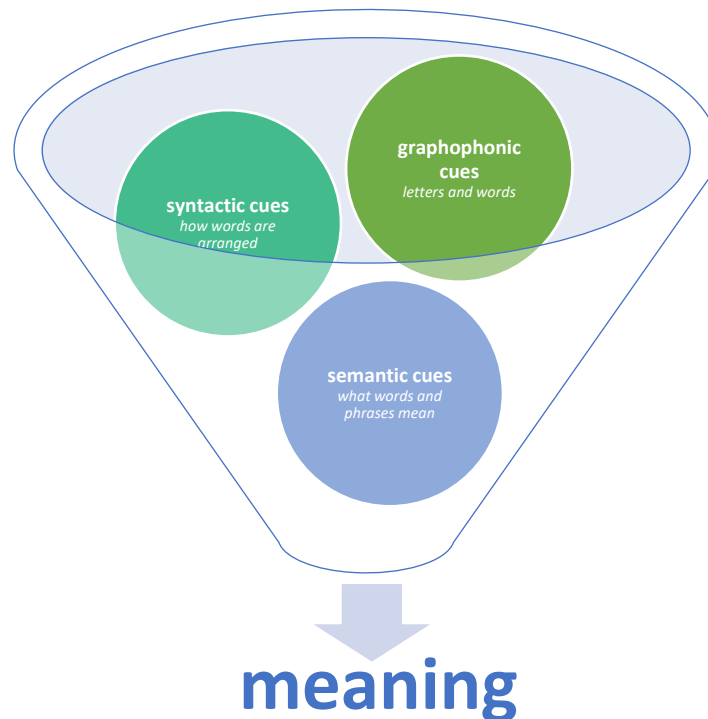 graphophonic
cues
letters and words
syntactic cues
how words are
arranged
semantic cues
what words and
phrases mean
meaning